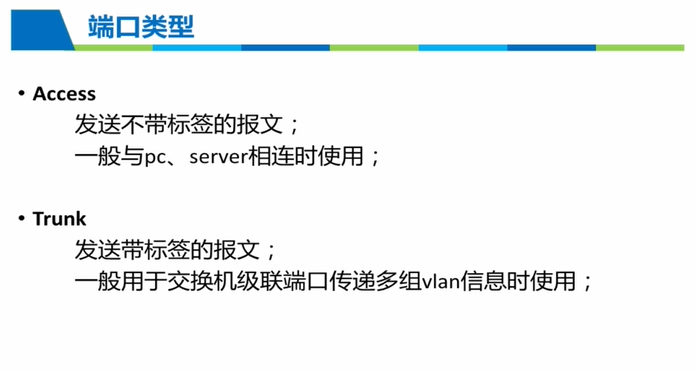 端口类型
• Access
发送不带标签的报文；
一般与pc、server相连时使用；
• Trunk
发送带标签的报文；
一般用于交换机级联端口传递多组vlan信息时使用；